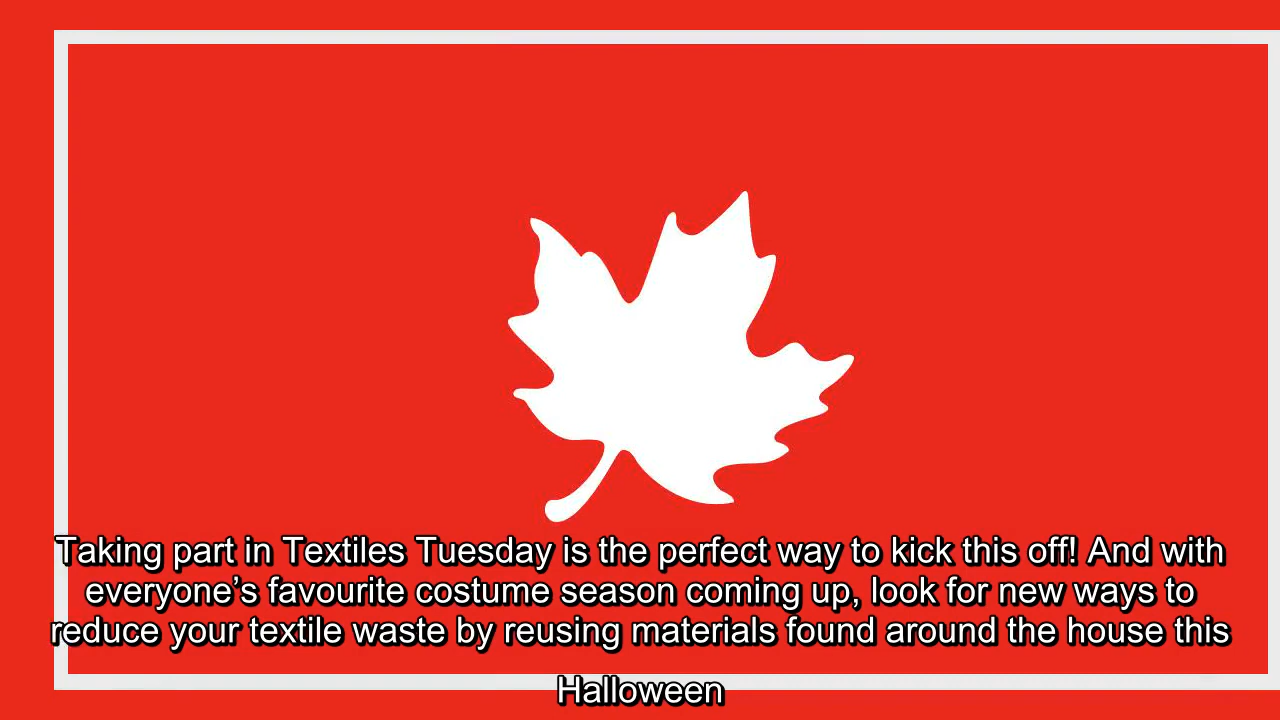 Taking part in Textiles Tuesday is the perfect way to kick this off! And with
everyone’s favourite costume season coming up, look for new ways to
reduce your textile waste by reusing materials found around the house this
Halloween